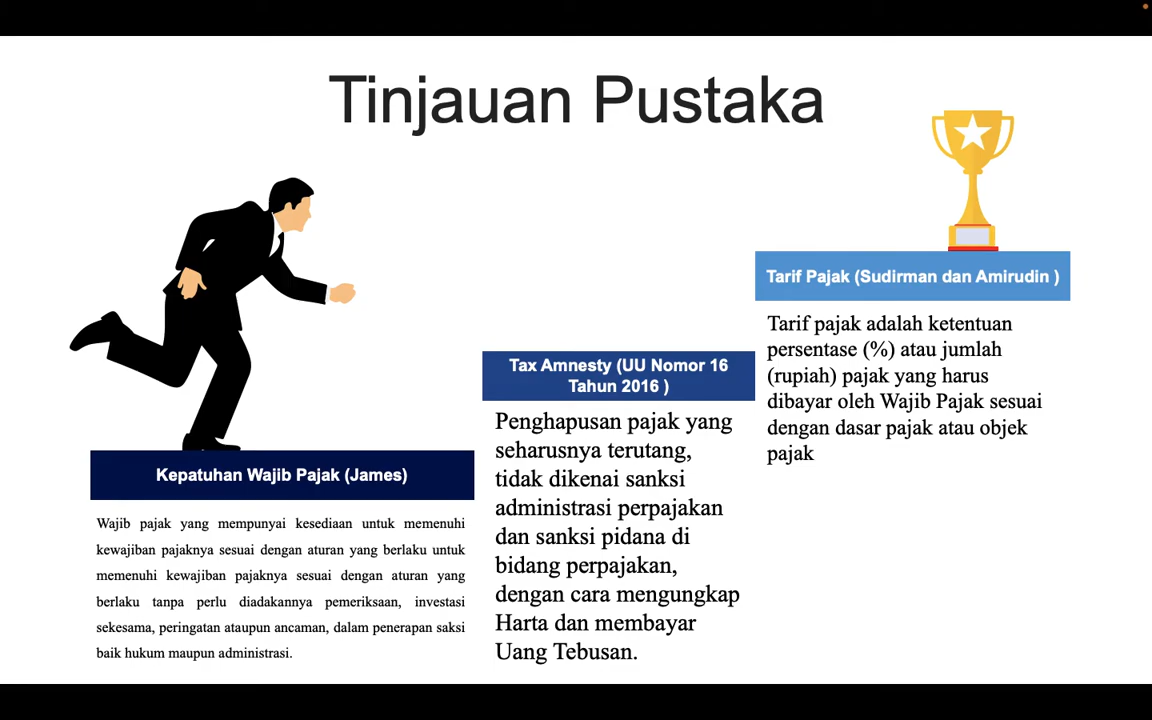 Tinjauan Pustaka
Kepatuhan Wajib Pajak (James)
Wajib pajak yang mempunyai kesediaan untuk memenuhi
kewajiban pajaknya sesuai dengan aturan yang berlaku untuk
memenuhi kewajiban pajaknya sesuai dengan aturan yang
berlaku tanpa perlu diadakannya pemeriksaan, investasi
sekesama, peringatan ataupun ancaman, dalam penerapan saksi
baik hukum maupun administrasi.
Tax Amnesty (UU Nomor 16
Tahun 2016 )
Penghapusan pajak yang
seharusnya terutang,
tidak dikenai sanksi
administrasi perpajakan
dan sanksi pidana di
bidang perpajakan,
dengan cara mengungkap
Harta dan membayar
Uang Tebusan.
Tarif Pajak (Sudirman dan Amirudin )
Tarif pajak adalah ketentuan
persentase (%) atau jumlah
(rupiah) pajak yang harus
dibayar oleh Wajib Pajak sesuai
dengan dasar pajak atau objek
pajak